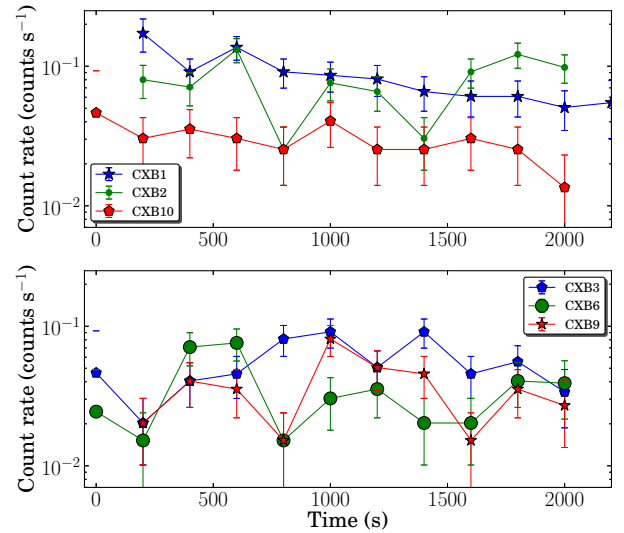 Count rate (counts s⁻¹)
10⁻¹
10⁻²
CXB1
CXB2
CXB10
0 500 1000 1500 2000
Count rate (counts s⁻¹)
10⁻¹
10⁻²
CXB3
CXB6
CXB9
0 500 1000 1500 2000
Time (s)